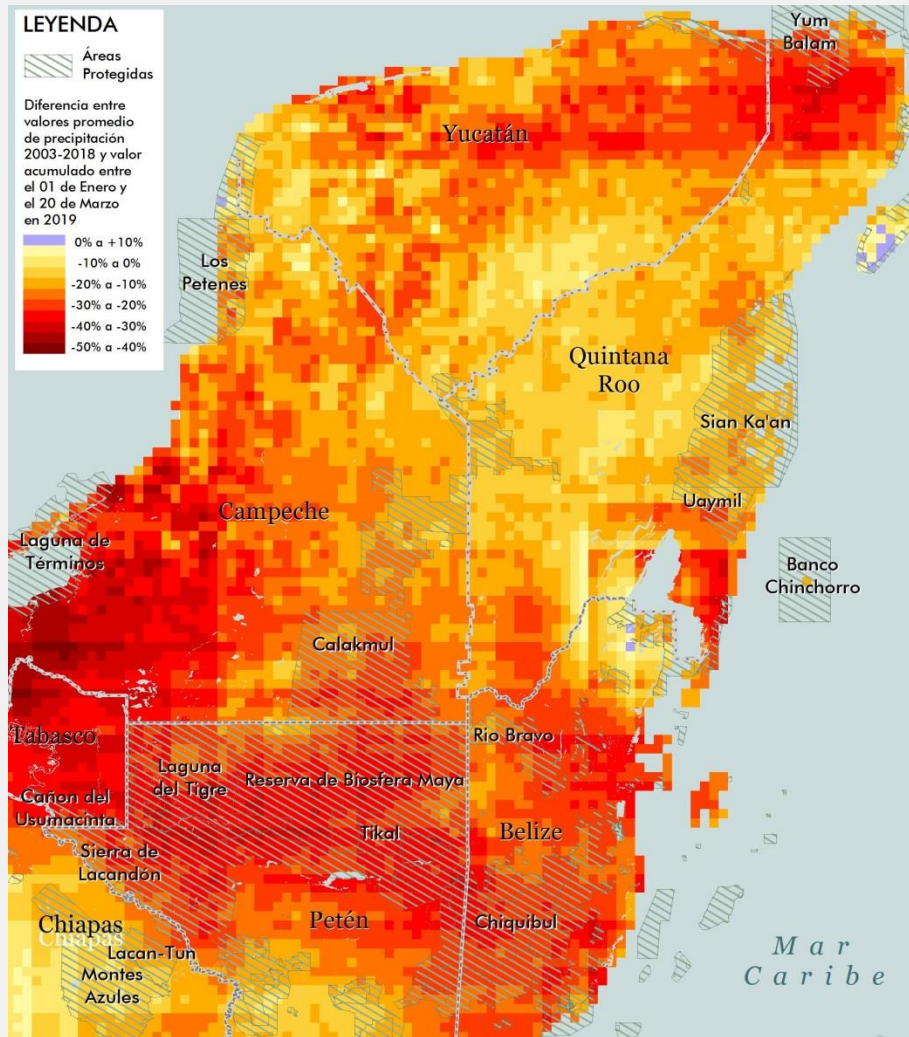 LEYENDA
Áreas
Protegidas
Diferencia entre
valores promedio
de precipitación
2003-2018 y valor
acumulado entre
el 01 de Enero y
el 20 de Marzo
en 2019
0% a +10%
-10% a 0%
-20% a -10%
-30% a -20%
-40% a -30%
-50% a -40%
Yum
Balam
Yucatán
Los
Petenes
Quintana
Roo
Sian Ka'an
Uaymil
Campeche
Laguna de
Términos
Banco
Chinchorro
Calakmul
Tabasco
Rio Bravo
Laguna
del Tigre
Reserva de Biosfera Maya
Cañon del
Usumacinta
Tikal
Belize
Sierra de
Lacandón
Petén
Chiquibul
Chiapas
Chiapas
Lacan-Tun
Montes
Azules
Mar
Caribe